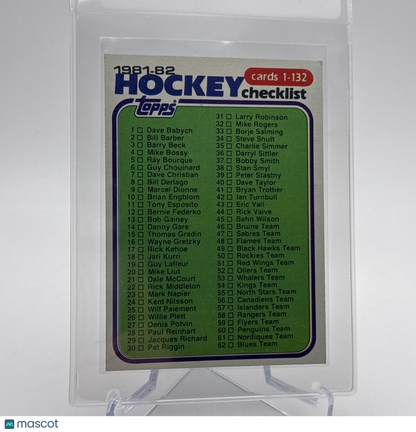 1981-82
HOCKEY
cards 1-132
checklist
topps
1 Dave Babych
2 Bill Barber
3 Barry Beck
4 Mike Bossy
5 Ray Bourque
6 Guy Chouinard
7 Dave Christian
8 Bill Derlago
9 Marcel Dionne
10 Brian Engblom
11 Tony Esposito
12 Bernie Federko
13 Bob Gainey
14 Danny Gare
15 Thomas Gradin
16 Wayne Gretzky
17 Rick Kehoe
18 Jari Kurri
19 Guy Lafleur
20 Mike Liut
21 Dale McCourt
22 Rick Middleton
23 Mark Napier
24 Kent Nilsson
25 Wilf Paiement
26 Willie Plett
27 Denis Potvin
28 Paul Reinhart
29 Jacques Richard
30 Pat Riggin
31 Larry Robinson
32 Mike Rogers
33 Borje Salming
34 Steve Shutt
35 Charlie Simmer
36 Darryl Sittler
37 Bobby Smith
38 Stan Smyl
39 Peter Stastny
40 Dave Taylor
41 Bryan Trottier
42 Ian Turnbull
43 Eric Vail
44 Rick Vaive
45 Behn Wilson
46 Bruins Team
47 Sabres Team
48 Flames Team
49 Black Hawks Team
50 Rockies Team
51 Red Wings Team
52 Oilers Team
53 Whalers Team
54 Kings Team
55 North Stars Team
56 Canadiens Team
57 Islanders Team
58 Rangers Team
59 Flyers Team
60 Penguins Team
61 Nordiques Team
62 Blues Team
mascot